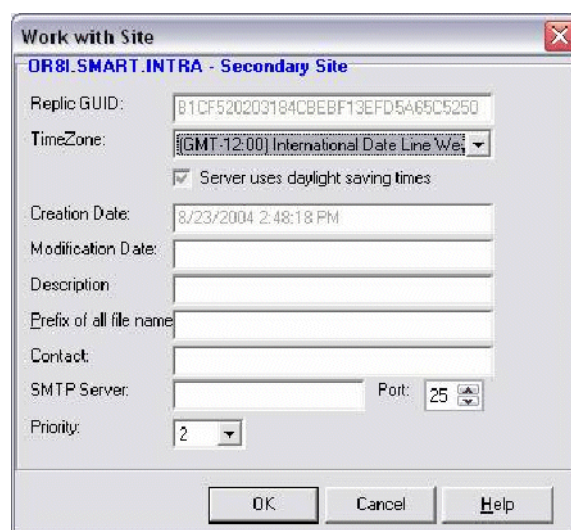 Work with Site
OR8I.SMART.INTRA - Secondary Site
Replic GUID: B1CF520203184CBEBF13EFD5A65C5250
TimeZone: (GMT-12:00) International Date Line We;
Server uses daylight saving times
Creation Date: 8/23/2004 2:48:18 PM
Modification Date:
Description
Prefix of all file name
Contact:
SMTP Server: Port: 25
Priority: 2
OK Cancel Help